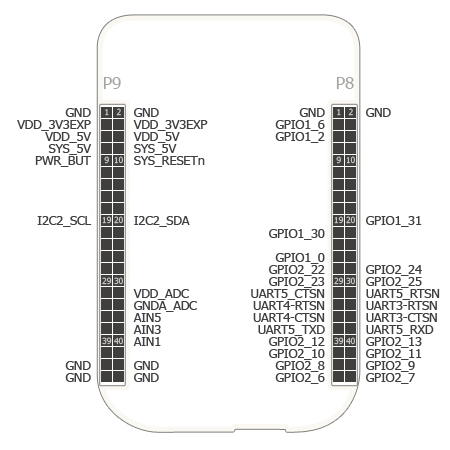 P9 P8
GND 1 2 GND GND 1 2 GND
VDD_3V3EXP VDD_3V3EXP GPIO1_6
VDD_5V VDD_5V GPIO1_2
SYS_5V SYS_5V
PWR_BUT 9 10 SYS_RESETn 9 10
I2C2_SCL 19 20 I2C2_SDA 19 20 GPIO1_31
GPIO1_30
GPIO1_0
GPIO2_22 GPIO2_24
29 30 GPIO2_23 29 30 GPIO2_25
VDD_ADC UART5_CTSN UART5_RTSN
GNDA_ADC UART4-RTSN UART3-RTSN
AIN5 UART4-CTSN UART3-CTSN
AIN3 UART5_TXD UART5_RXD
39 40 AIN1 GPIO2_12 39 40 GPIO2_13
GPIO2_10 GPIO2_11
GND GND GPIO2_8 GPIO2_9
GND GND GPIO2_6 GPIO2_7